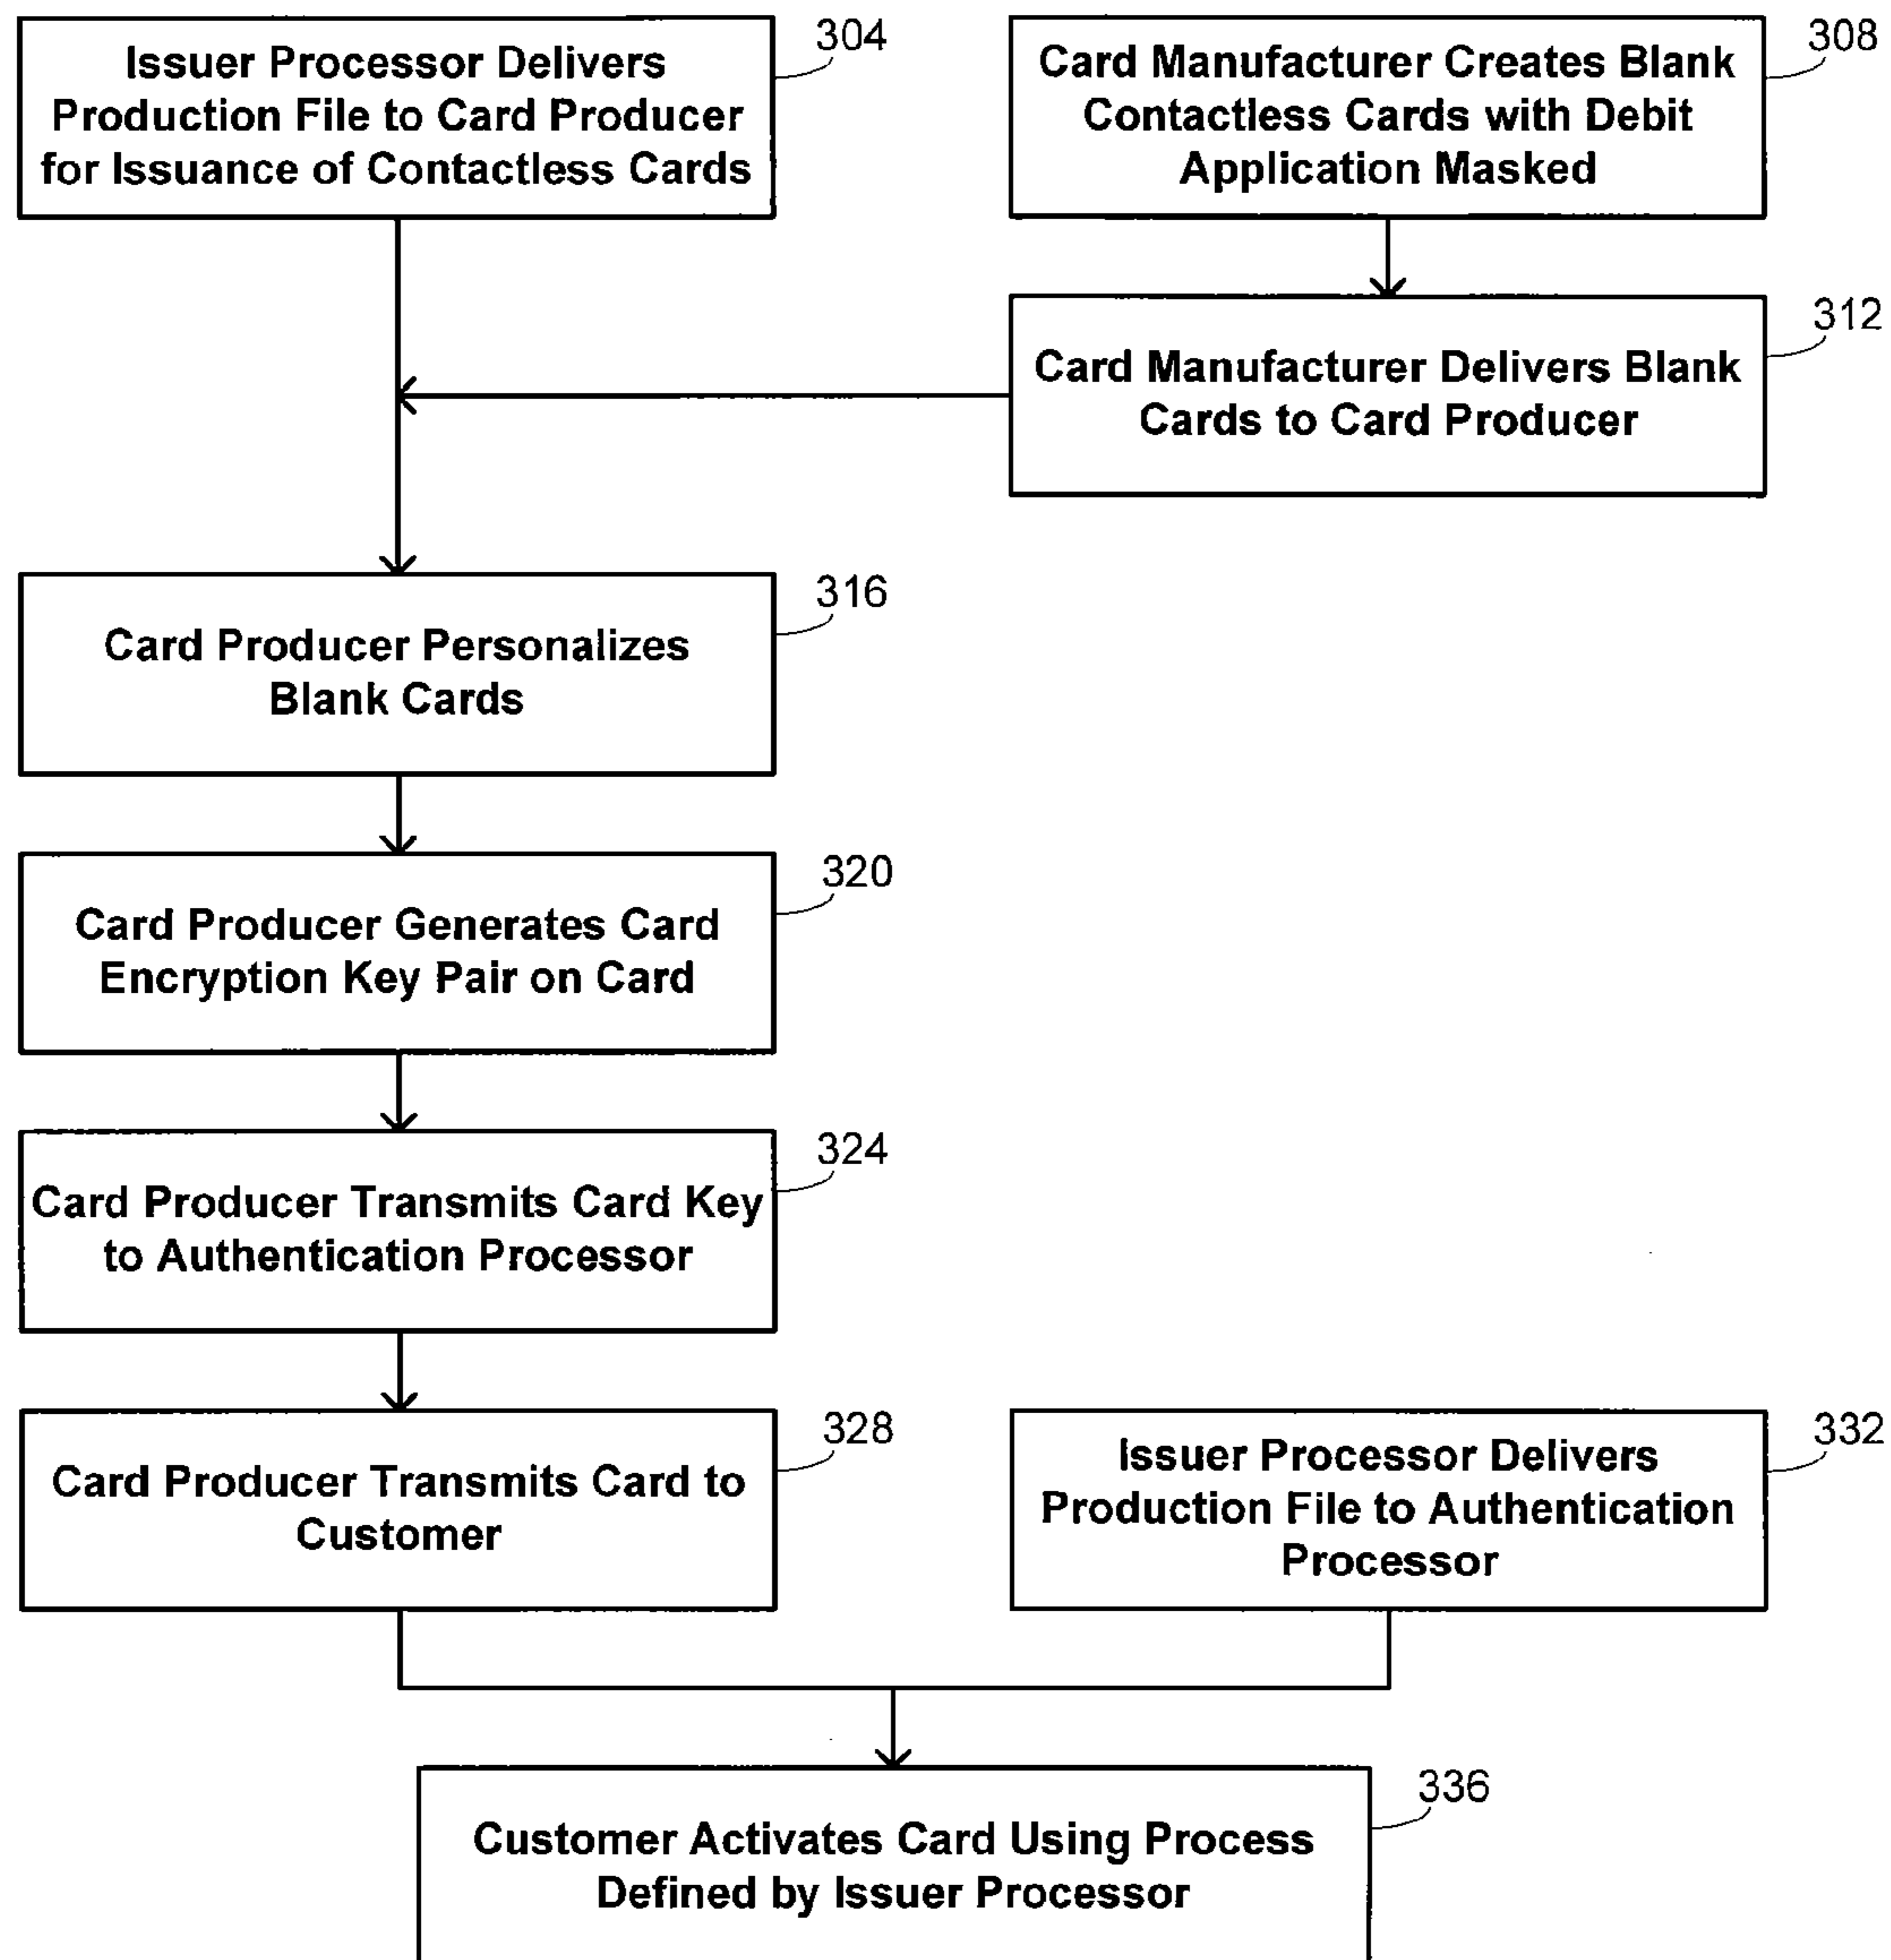 Issuer Processor Delivers
Production File to Card Producer
for Issuance of Contactless Cards
304
Card Manufacturer Creates Blank
Contactless Cards with Debit
Application Masked
308
Card Manufacturer Delivers Blank
Cards to Card Producer
312
Card Producer Personalizes
Blank Cards
316
Card Producer Generates Card
Encryption Key Pair on Card
320
Card Producer Transmits Card Key
to Authentication Processor
324
Card Producer Transmits Card to
Customer
328
Issuer Processor Delivers
Production File to Authentication
Processor
332
Customer Activates Card Using Process
Defined by Issuer Processor
336